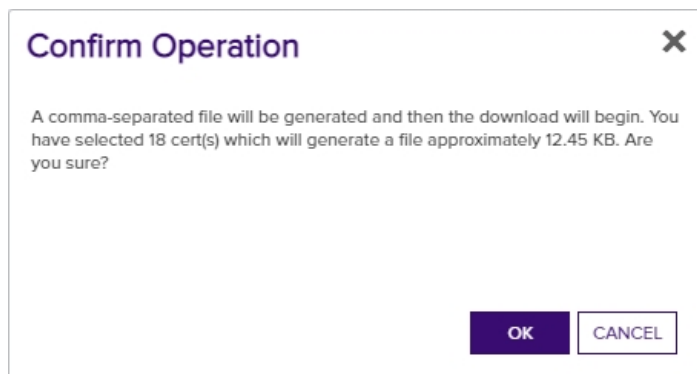 Confirm Operation
A comma-separated file will be generated and then the download will begin. You
have selected 18 cert(s) which will generate a file approximately 12.45 KB. Are
you sure?
OK CANCEL